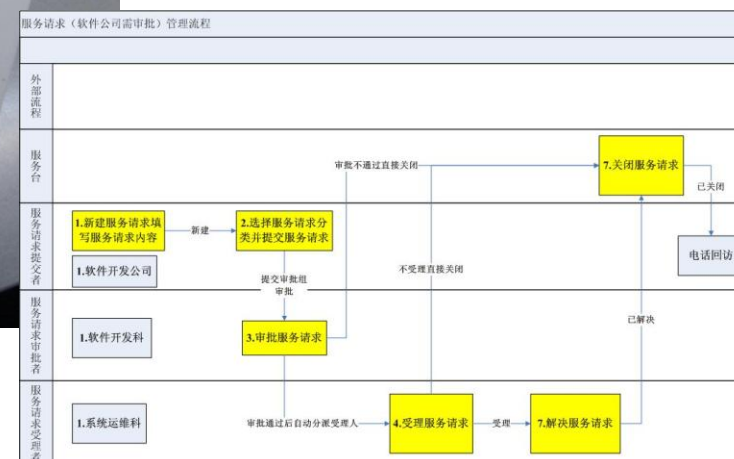 服务请求（软件公司需审批）管理流程
外部流程
服务台
审批不通过直接关闭
7.关闭服务请求
已关闭
服务请求提交者
1.新建服务请求填
写服务请求内容
新建
2.选择服务请求分
类并提交服务请求
电话回访
1.软件开发公司
提交审批组
审批
不受理直接关闭
服务请求审批者
1.软件开发科
3.审批服务请求
已解决
服务请求受理者
1.系统运维科
审批通过后自动分派受理人
4.受理服务请求
受理
7.解决服务请求